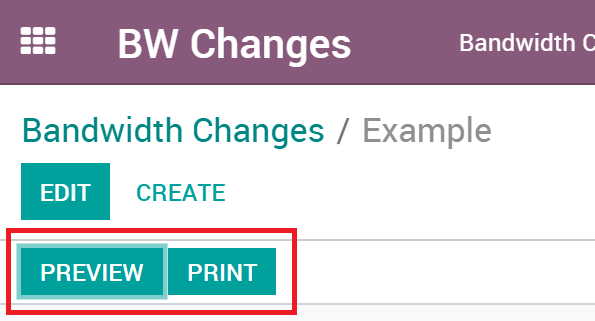 BW Changes
Bandwidth C
Bandwidth Changes / Example
EDIT CREATE
PREVIEW PRINT